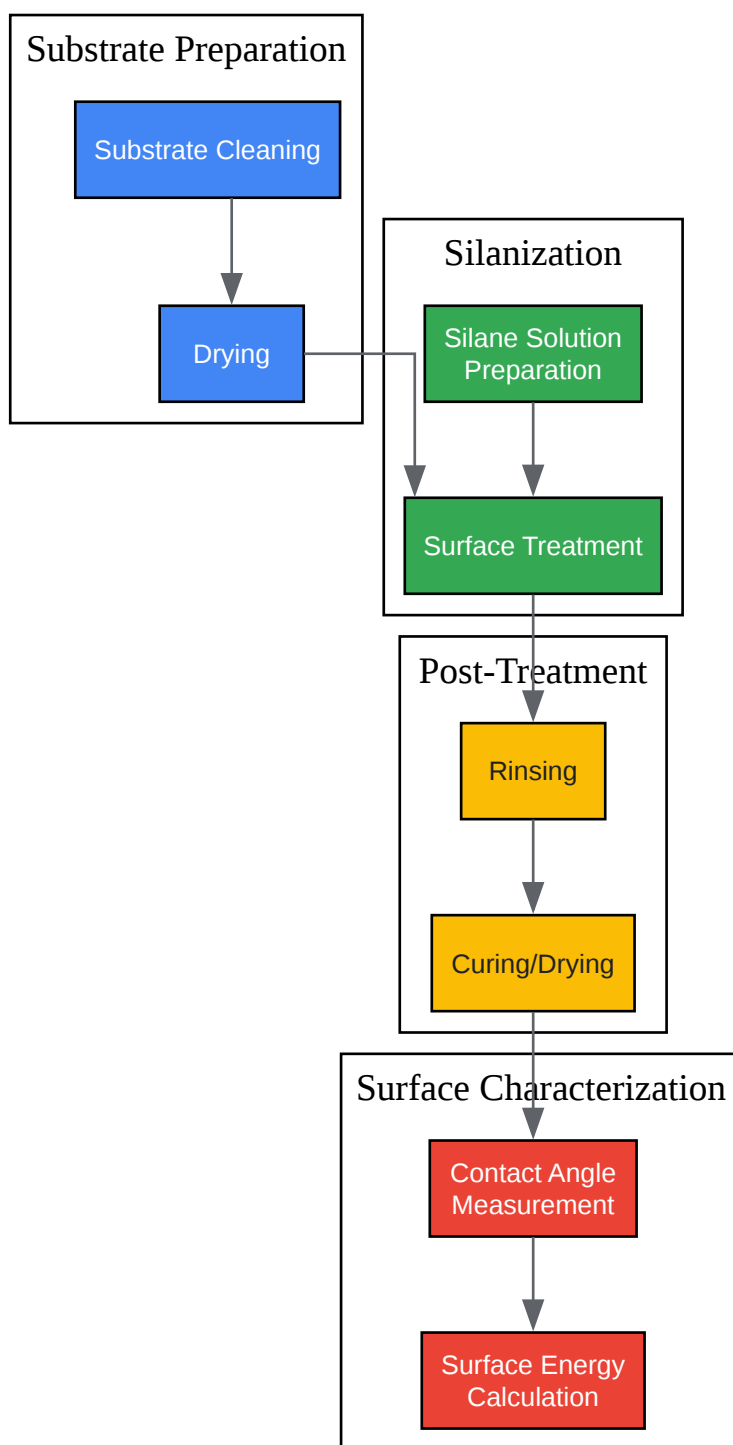 Substrate Preparation
Substrate Cleaning
Drying
Silanization
Silane Solution
Preparation
Surface Treatment
Post-Treatment
Rinsing
Curing/Drying
Surface Characterization
Contact Angle
Measurement
Surface Energy
Calculation